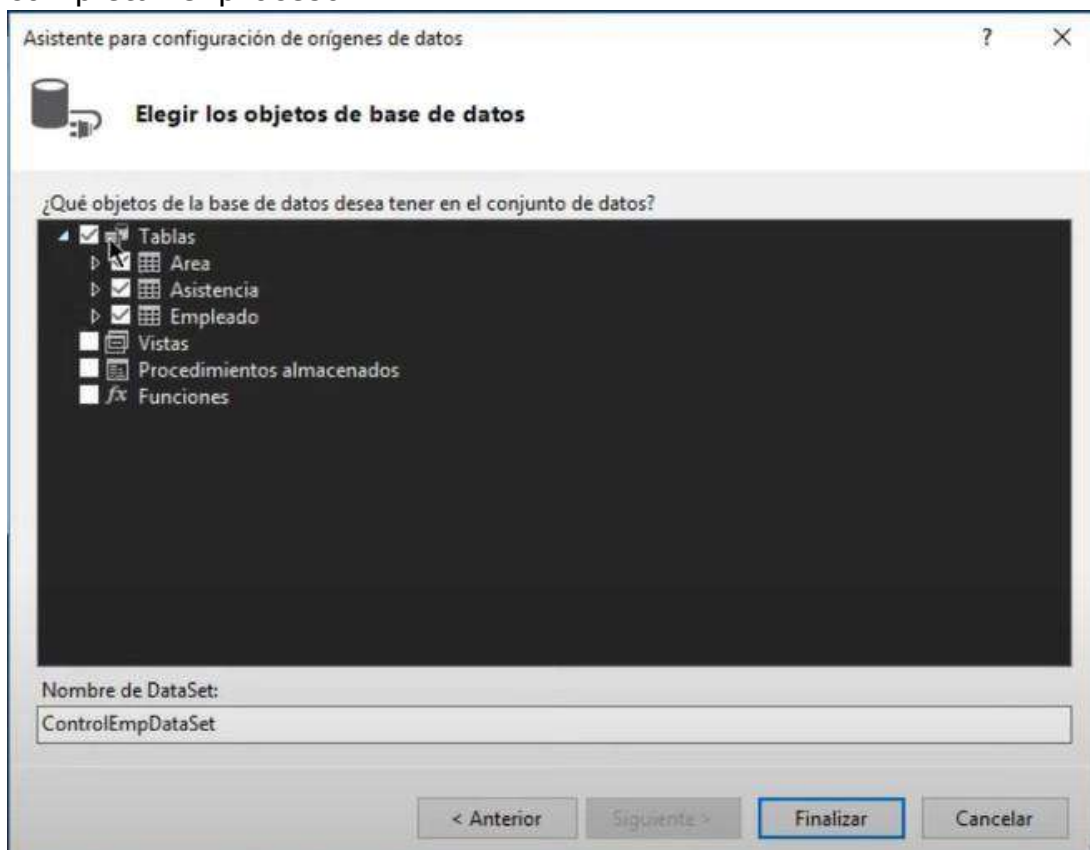 Asistente para configuración de orígenes de datos ?
Elegir los objetos de base de datos
¿Qué objetos de la base de datos desea tener en el conjunto de datos?
Tablas
Area
Asistencia
Empleado
Vistas
Procedimientos almacenados
fx Funciones
Nombre de DataSet:
ControlEmpDataSet
< Anterior Siguiente > Finalizar Cancelar